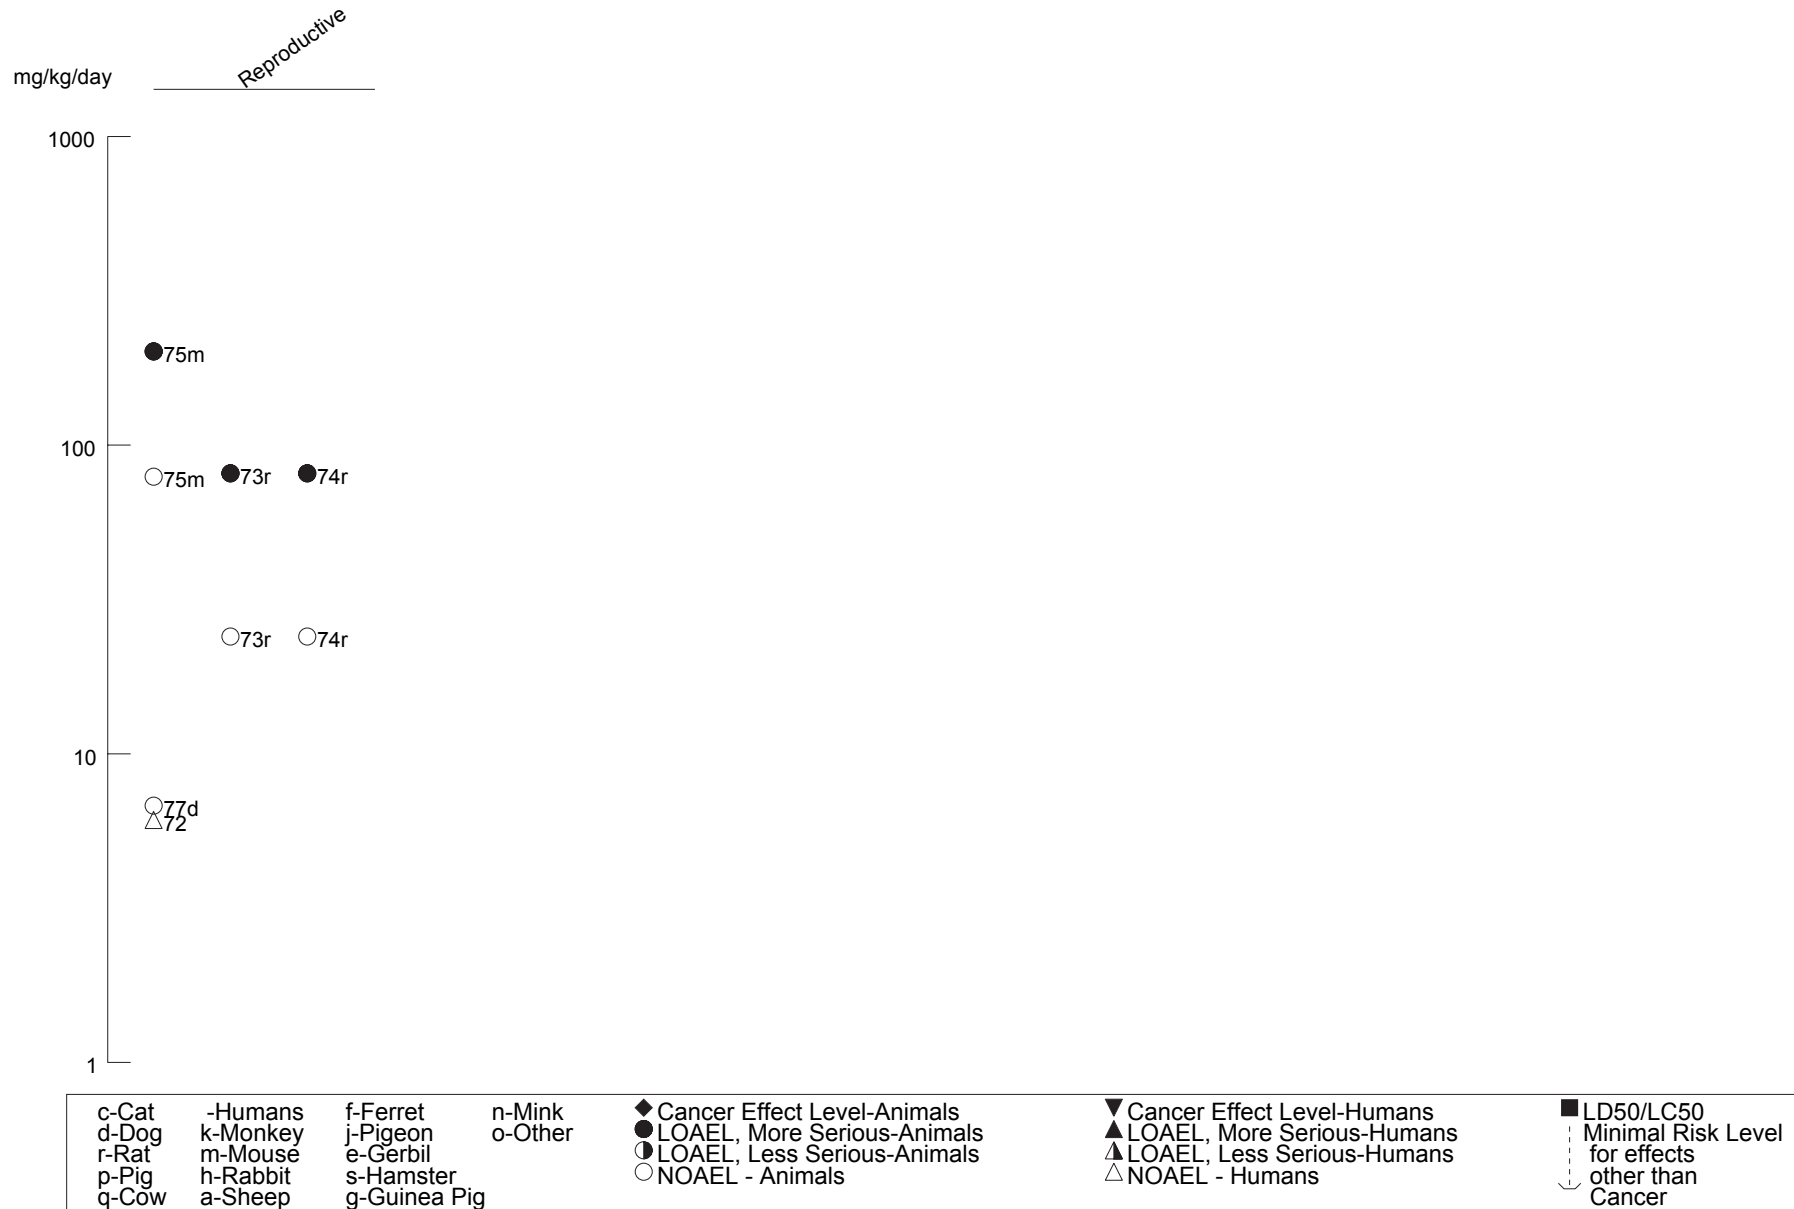 Reproductive
mg/kg/day
1000
75m
100
75m 73r 74r
73r 74r
10
77d
72
1
c-Cat -Humans f-Ferret n-Mink Cancer Effect Level-Animals Cancer Effect Level-Humans LD50/LC50
d-Dog k-Monkey j-Pigeon o-Other LOAEL, More Serious-Animals LOAEL, More Serious-Humans Minimal Risk Level
r-Rat m-Mouse e-Gerbil LOAEL, Less Serious-Animals LOAEL, Less Serious-Humans for effects
p-Pig h-Rabbit s-Hamster NOAEL - Animals NOAEL - Humans other than
q-Cow a-Sheep g-Guinea Pig Cancer